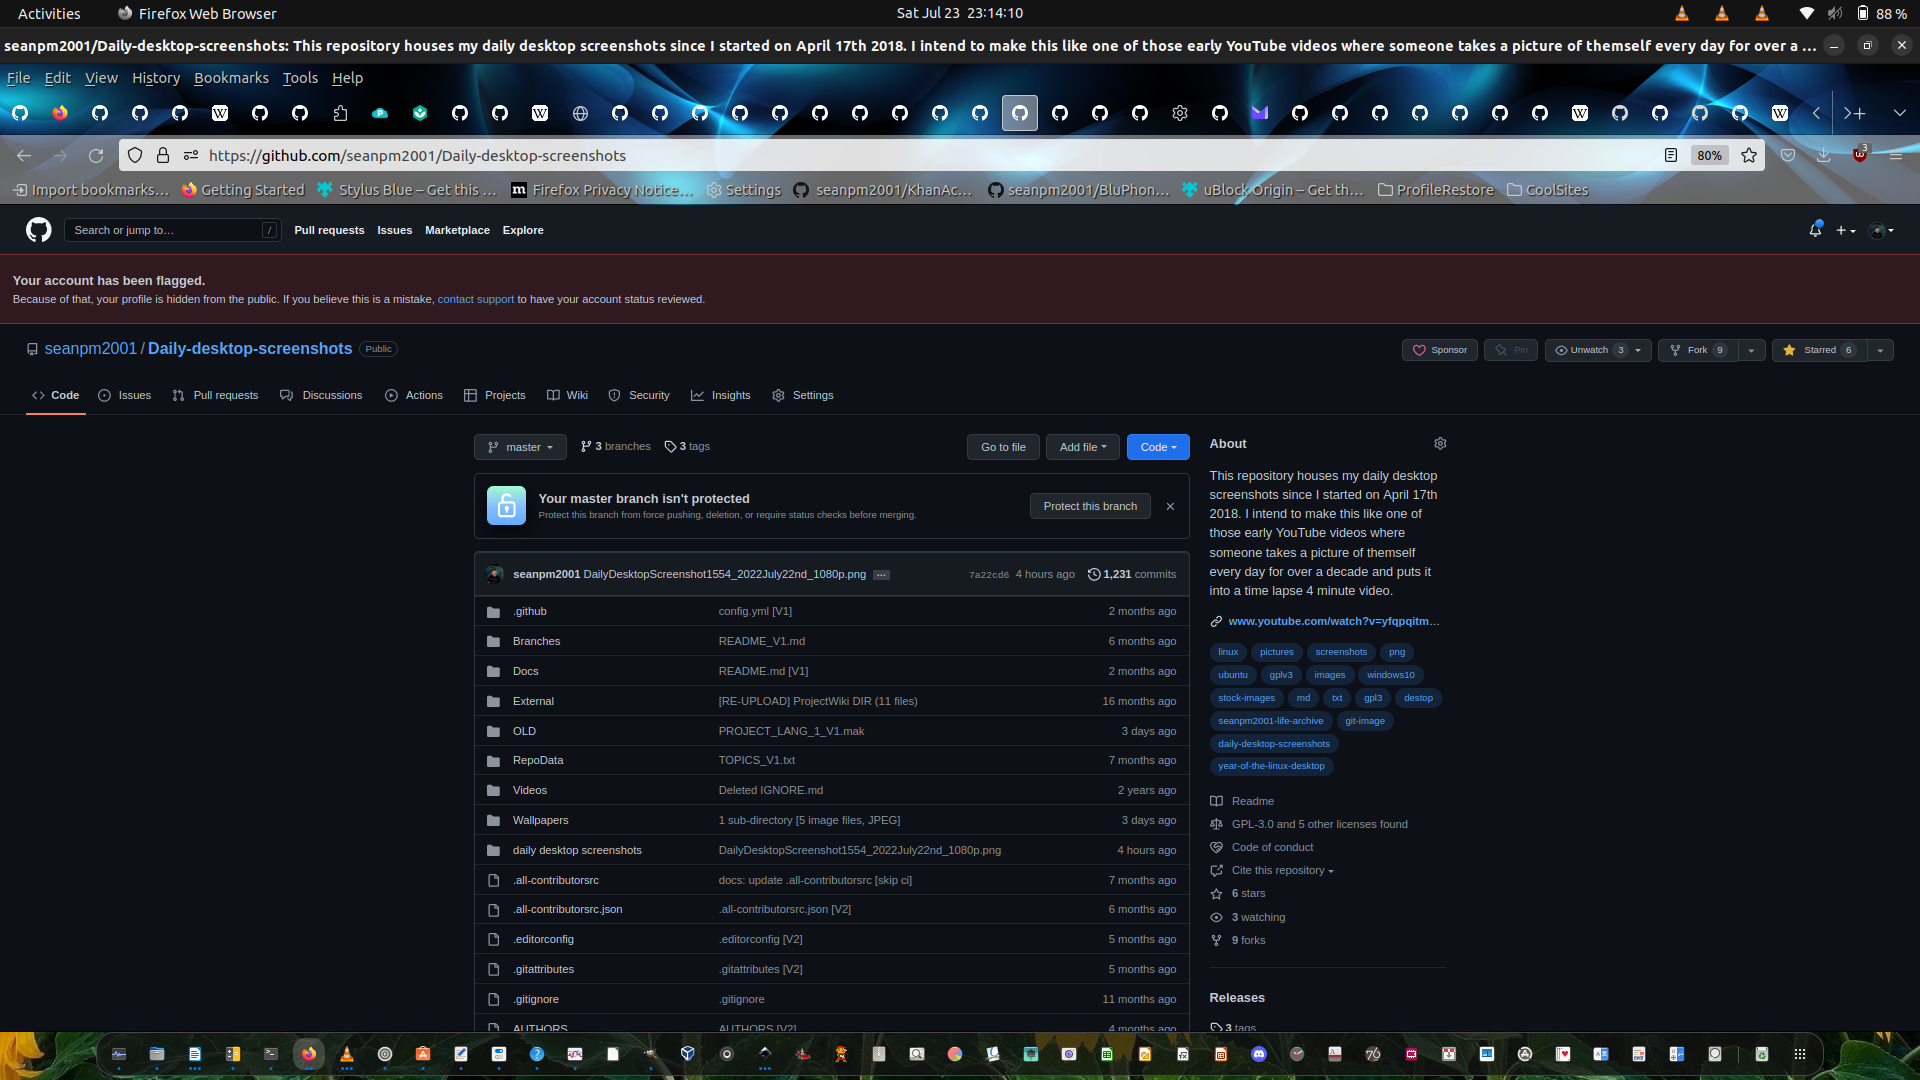 Activities
Firefox Web Browser
Sat Jul 23 23:14:10
88 %
seanpm2001/Daily-desktop-screenshots: This repository houses my daily desktop screenshots since I started on April 17th 2018. I intend to make this like one of those early YouTube videos where someone takes a picture of themself every day for over a ...
File Edit View History Bookmarks Tools Help
https://github.com/seanpm2001/Daily-desktop-screenshots
80%
3
Import bookmarks... Getting Started Stylus Blue – Get this ... Firefox Privacy Notice... Settings seanpm2001/KhanAc... seanpm2001/BluPhon... uBlock Origin – Get th... ProfileRestore CoolSites
Search or jump to... / Pull requests Issues Marketplace Explore
Your account has been flagged.
Because of that, your profile is hidden from the public. If you believe this is a mistake, contact support to have your account status reviewed.
seanpm2001 / Daily-desktop-screenshots Public
Sponsor Pin Unwatch 3 Fork 9 Starred 6
Code Issues Pull requests Discussions Actions Projects Wiki Security Insights Settings
master 3 branches 3 tags Go to file Add file Code
Your master branch isn't protected
Protect this branch from force pushing, deletion, or require status checks before merging.
Protect this branch
seanpm2001 DailyDesktopScreenshot1554_2022July22nd_1080p.png ... 7a22cd6 4 hours ago 1,231 commits
.github config.yml [V1] 2 months ago
Branches README_V1.md 6 months ago
Docs README.md [V1] 2 months ago
External [RE-UPLOAD] ProjectWiki DIR (11 files) 16 months ago
OLD PROJECT_LANG_1_V1.mak 3 days ago
RepoData TOPICS_V1.txt 7 months ago
Videos Deleted IGNORE.md 2 years ago
Wallpapers 1 sub-directory [5 image files, JPEG] 3 days ago
daily desktop screenshots DailyDesktopScreenshot1554_2022July22nd_1080p.png 4 hours ago
.all-contributorsrc docs: update .all-contributorsrc [skip ci] 7 months ago
.all-contributorsrc.json .all-contributorsrc.json [V2] 6 months ago
.editorconfig .editorconfig [V2] 5 months ago
.gitattributes .gitattributes [V2] 5 months ago
.gitignore .gitignore 11 months ago
AUTHORS AUTHORS [V2] 4 months ago
About
This repository houses my daily desktop
screenshots since I started on April 17th
2018. I intend to make this like one of
those early YouTube videos where
someone takes a picture of themself
every day for over a decade and puts it
into a time lapse 4 minute video.
www.youtube.com/watch?v=yfqpqitm...
linux pictures screenshots png
ubuntu gplv3 images windows10
stock-images md txt gpl3 destop
seanpm2001-life-archive git-image
daily-desktop-screenshots
year-of-the-linux-desktop
Readme
GPL-3.0 and 5 other licenses found
Code of conduct
Cite this repository
6 stars
3 watching
9 forks
Releases
3 tags